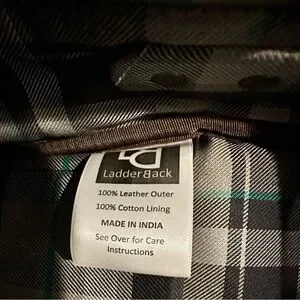 LadderBack
100% Leather Outer
100% Cotton Lining
MADE IN INDIA
See Over for Care
Instructions